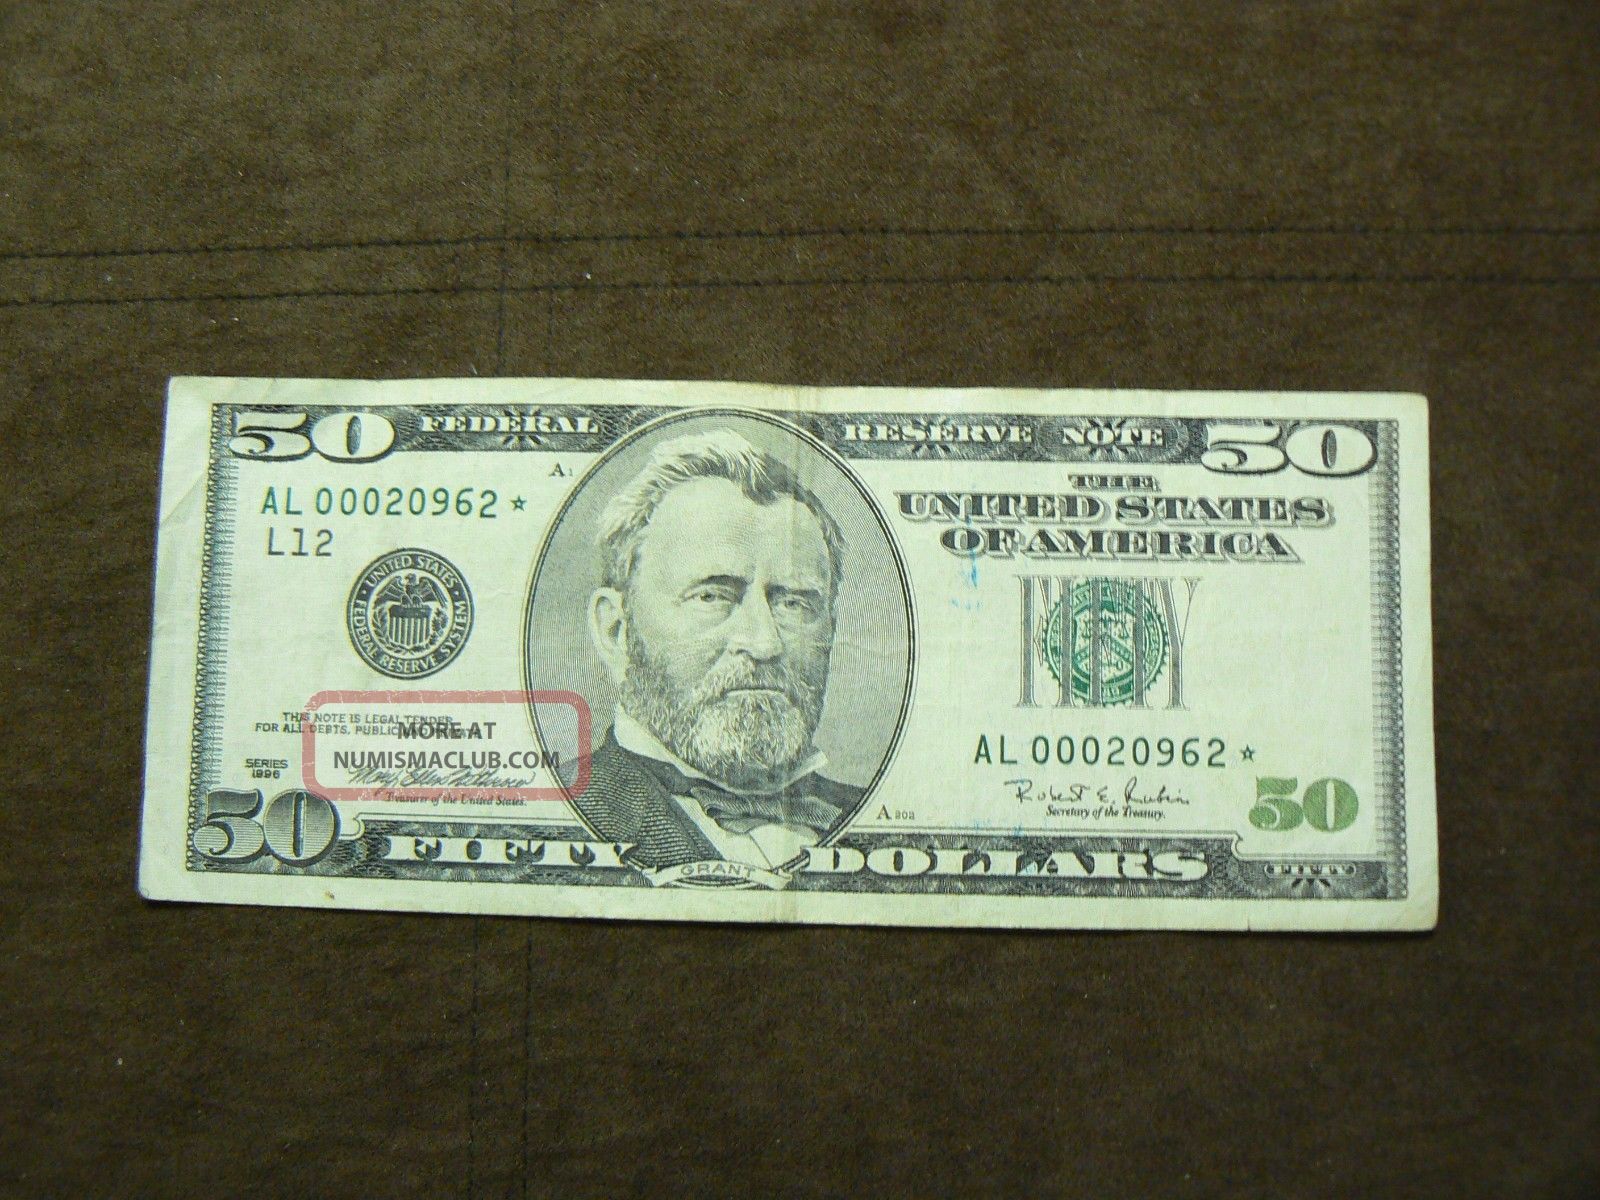 50 FEDERAL RESERVE NOTE 50
A1
THE
UNITED STATES
OF AMERICA
AL 00020962 ★
L12
UNITED STATES
FEDERAL RESERVE SYSTEM
THIS NOTE IS LEGAL TENDER
FOR ALL DEBTS, PUBLIC
MORE AT
NUMISMACLUB.COM
SERIES
1996
Treasurer of the United States.
FIFTY
AL 00020962 ★
Robert E. Rubin
Secretary of the Treasury.
50
A
50 FIFTY DOLLARS FIFTY
GRANT